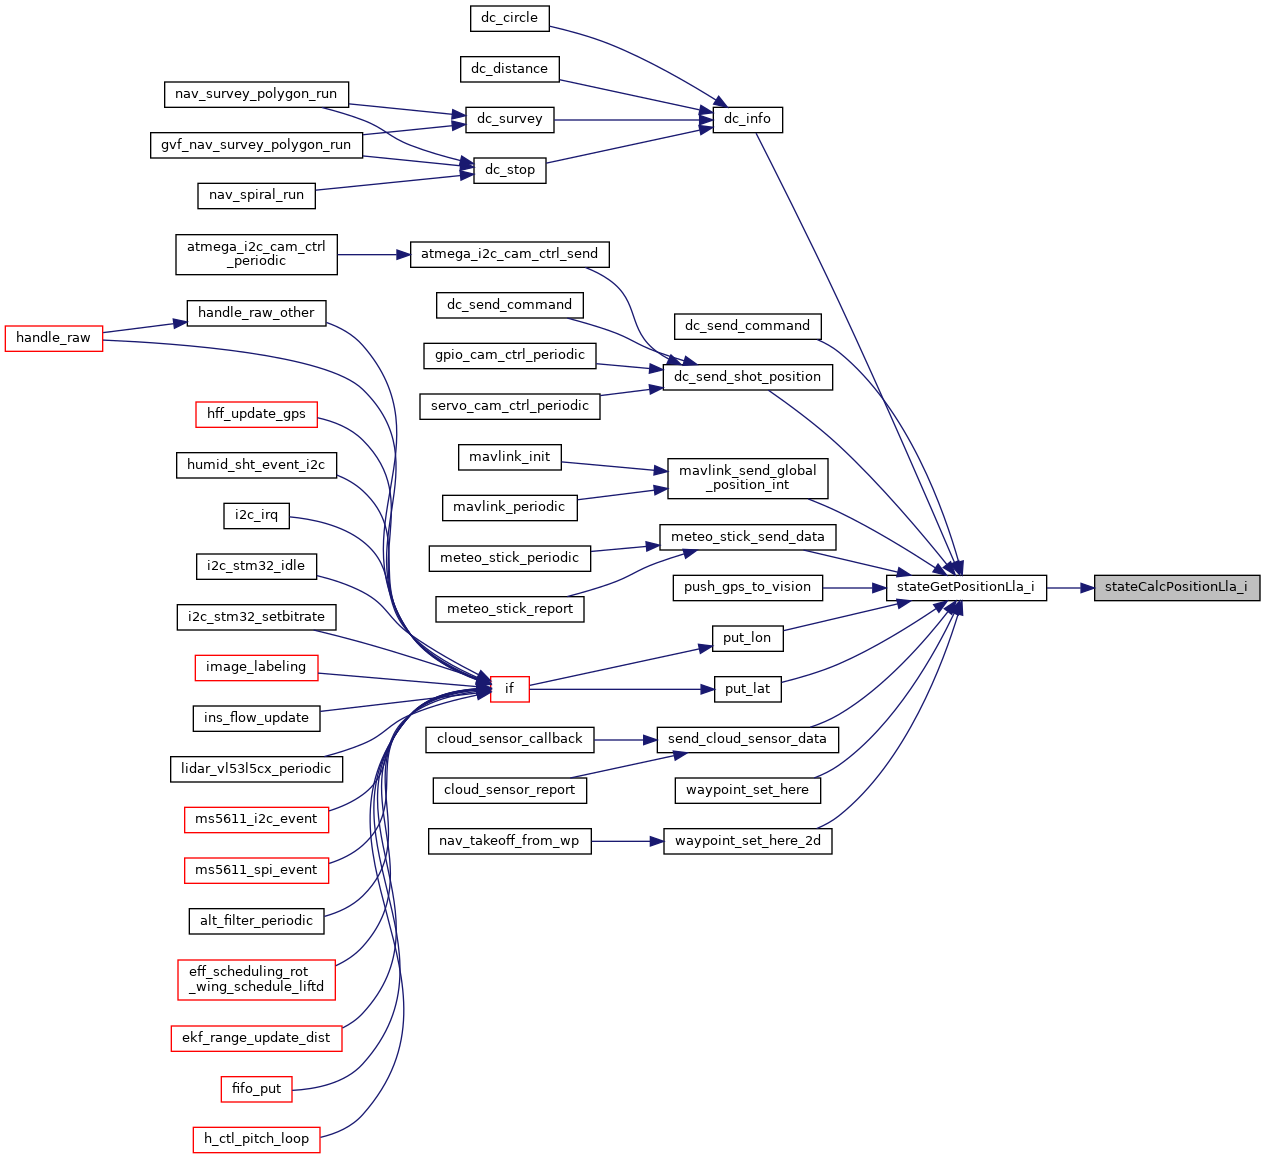 dc_circle
dc_distance
nav_survey_polygon_run
dc_survey
dc_info
gvf_nav_survey_polygon_run
dc_stop
nav_spiral_run
atmega_i2c_cam_ctrl
_periodic
atmega_i2c_cam_ctrl_send
dc_send_command
handle_raw_other
dc_send_command
handle_raw
gpio_cam_ctrl_periodic
dc_send_shot_position
servo_cam_ctrl_periodic
hff_update_gps
mavlink_init
humid_sht_event_i2c
mavlink_send_global
_position_int
mavlink_periodic
i2c_irq
meteo_stick_send_data
meteo_stick_periodic
i2c_stm32_idle
push_gps_to_vision
stateGetPositionLla_i
stateCalcPositionLla_i
meteo_stick_report
i2c_stm32_setbitrate
put_lon
image_labeling
if
put_lat
ins_flow_update
cloud_sensor_callback
send_cloud_sensor_data
lidar_vl53l5cx_periodic
cloud_sensor_report
waypoint_set_here
ms5611_i2c_event
nav_takeoff_from_wp
waypoint_set_here_2d
ms5611_spi_event
alt_filter_periodic
eff_scheduling_rot
_wing_schedule_liftd
ekf_range_update_dist
fifo_put
h_ctl_pitch_loop